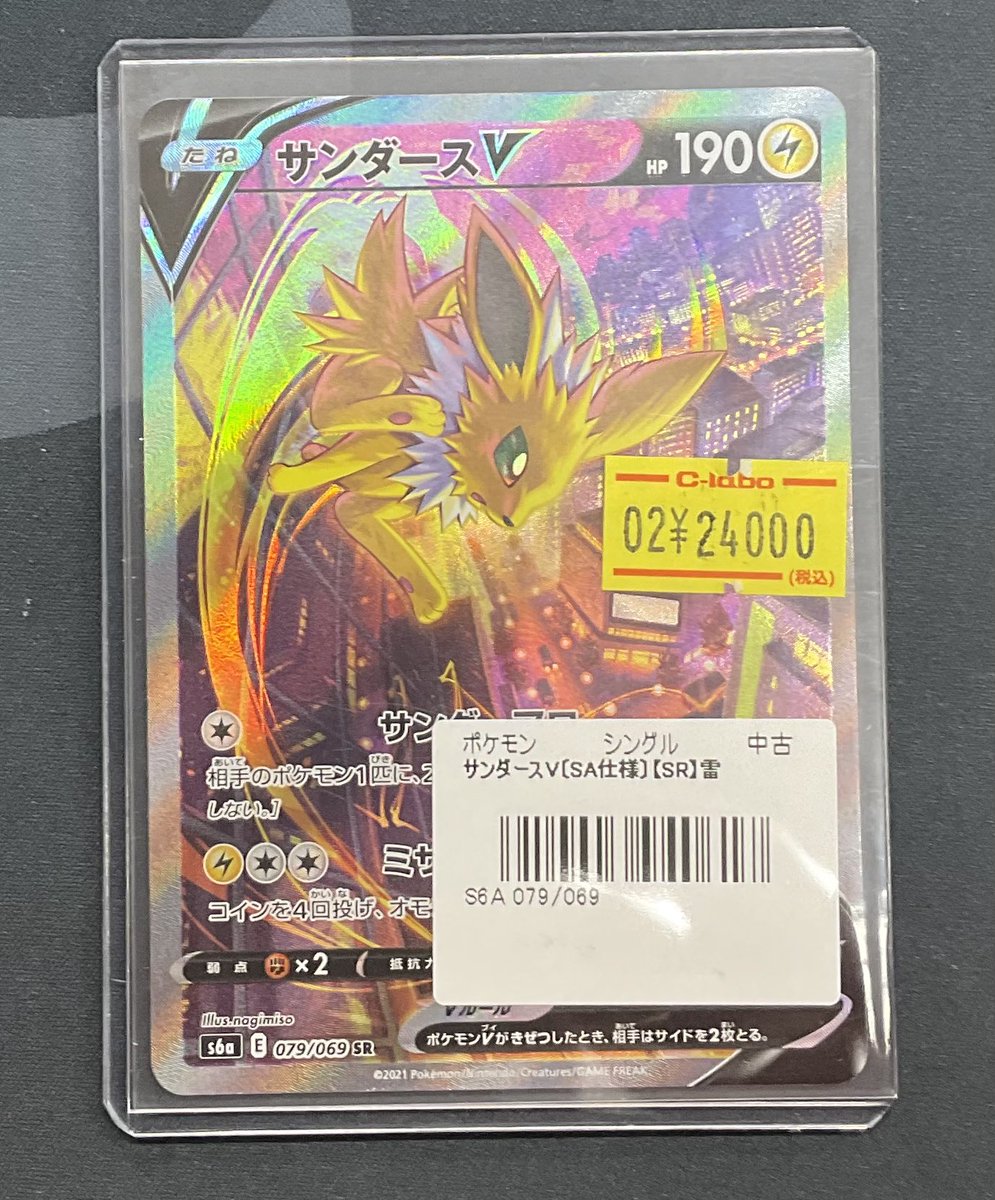 たね サンダースV HP 190
C-labo
02¥24000
(税込)
サンダー
相手のポケモン1匹に、2
しない。]
ミサ
コインを4回投げ、オモ
ポケモン シングル 中古
サンダースV〔SA仕様〕【SR】雷
S6A 079/069
弱点 ×2 抵抗力
Illus.nagimiso
Vルール
ポケモンVがきぜつしたとき、相手はサイドを2枚とる。
s6a E 079/069 SR
©2021 Pokémon/Nintendo/Creatures/GAME FREAK.